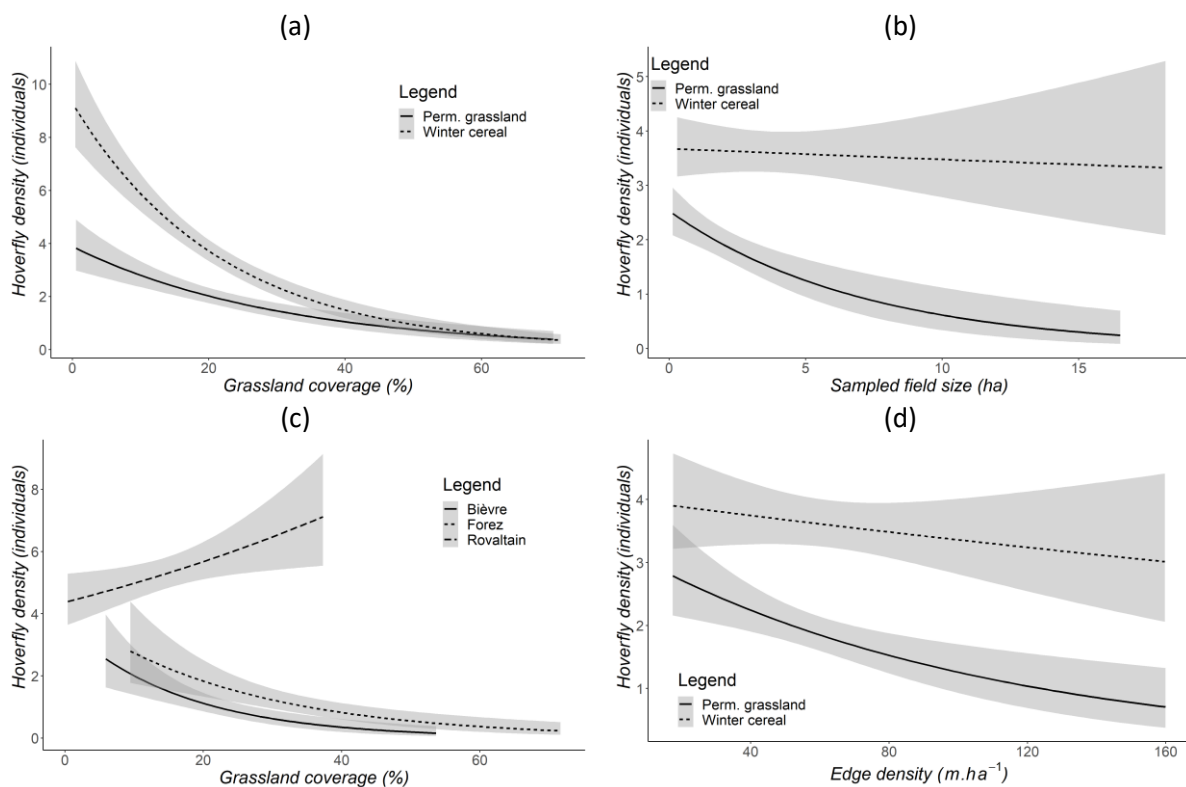 (a)
Hoverfly density (individuals)
10
8
6
4
2
0
Legend
Perm. grassland
Winter cereal
0 20 40 60
Grassland coverage (%)
(b)
Hoverfly density (individuals)
5
4
3
2
1
0
Legend
Perm. grassland
Winter cereal
0 5 10 15
Sampled field size (ha)
(c)
Hoverfly density (individuals)
8
6
4
2
0
Legend
Bièvre
Forez
Rovaltain
0 20 40 60
Grassland coverage (%)
(d)
Hoverfly density (individuals)
4
3
2
1
Legend
Perm. grassland
Winter cereal
40 80 120 160
Edge density (m.ha⁻¹)